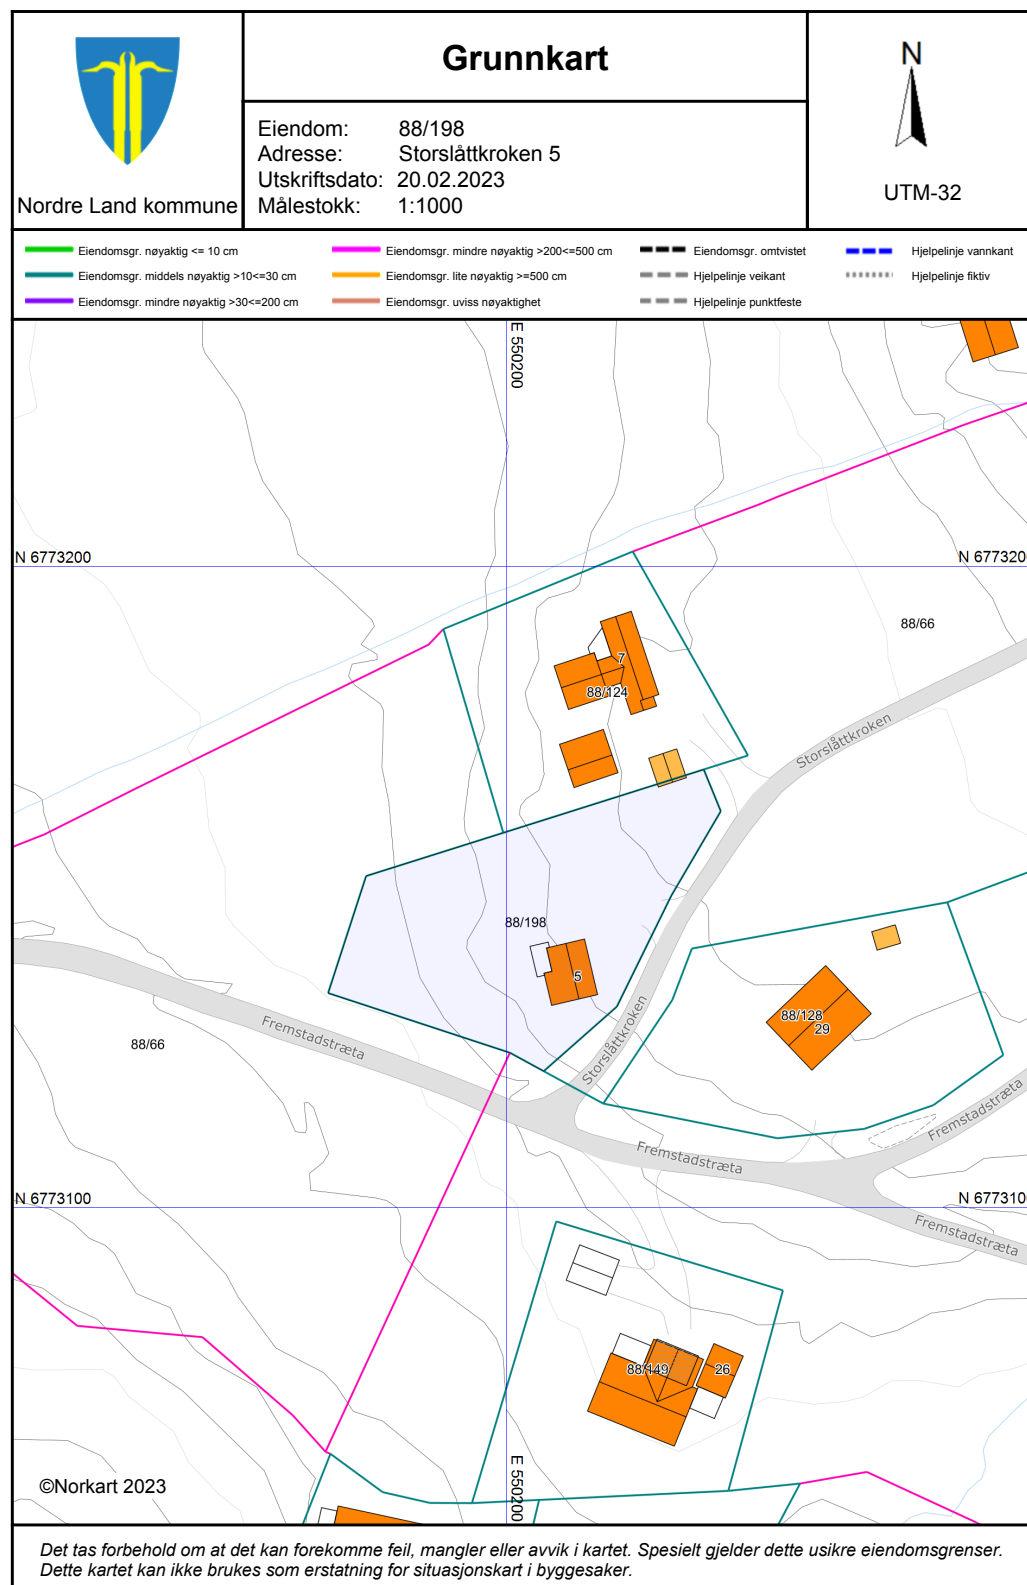 Grunnkart
Nordre Land kommune
Eiendom: 88/198
Adresse: Storslåttkroken 5
Utskriftsdato: 20.02.2023
Målestokk: 1:1000
N
UTM-32
Eiendomsgr. nøyaktig <= 10 cm
Eiendomsgr. middels nøyaktig >10<=30 cm
Eiendomsgr. mindre nøyaktig >30<=200 cm
Eiendomsgr. mindre nøyaktig >200<=500 cm
Eiendomsgr. lite nøyaktig >=500 cm
Eiendomsgr. uviss nøyaktighet
Eiendomsgr. omtvistet
Hjelpelinje veikant
Hjelpelinje punktfeste
Hjelpelinje vannkant
Hjelpelinje fiktiv
E 550200
N 6773200
N 6773200
88/66
7
88/124
Storslåttkroken
88/198
5
88/128
29
Storslåttkroken
Fremstadstræta
88/66
Fremstadstræta
Fremstadstræta
Fremstadstræta
N 6773100
N 6773100
88/149
26
E 550200
©Norkart 2023
Det tas forbehold om at det kan forekomme feil, mangler eller avvik i kartet. Spesielt gjelder dette usikre eiendomsgrenser.
Dette kartet kan ikke brukes som erstatning for situasjonskart i byggesaker.